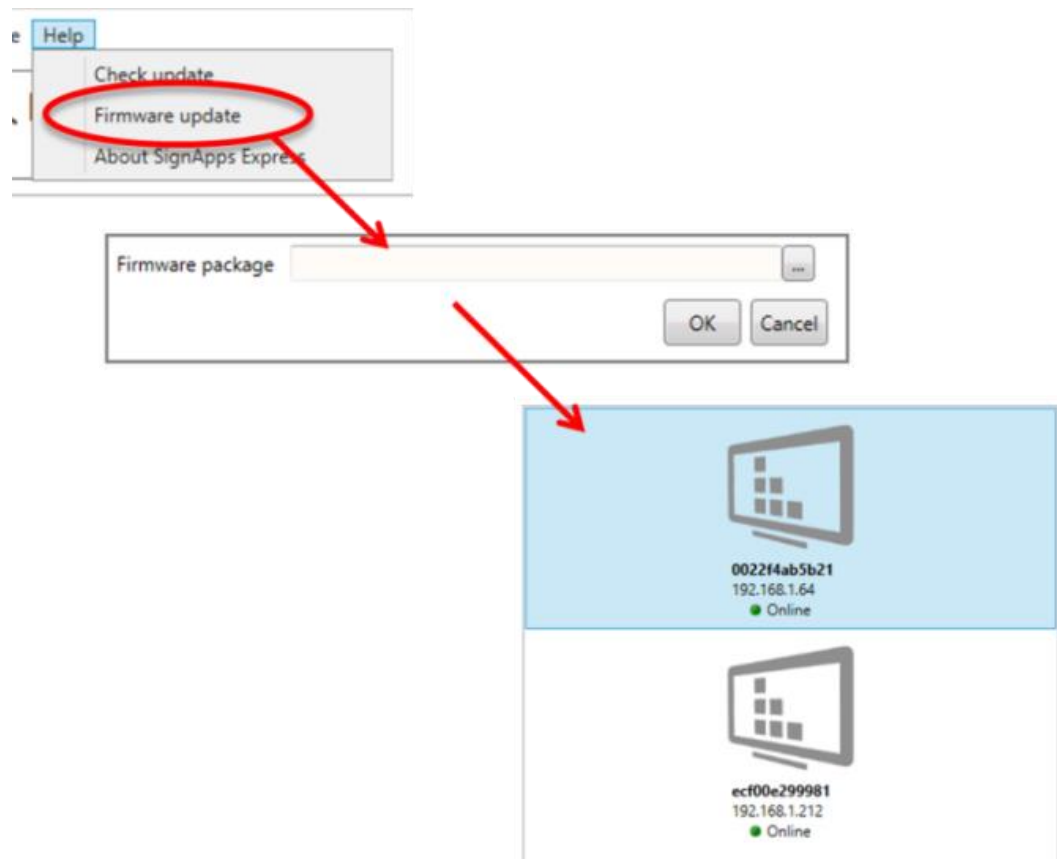 e Help
Check update
Firmware update
About SignApps Express
Firmware package ...
OK Cancel
0022f4ab5b21
192.168.1.64
Online
ecf00e299981
192.168.1.212
Online